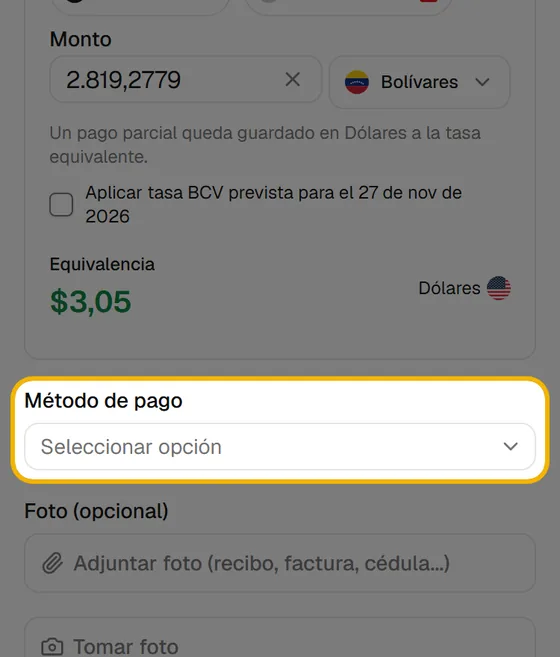 Monto
2.819,2779
Bolívares
Un pago parcial queda guardado en Dólares a la tasa
equivalente.
Aplicar tasa BCV prevista para el 27 de nov de
2026
Equivalencia
$3,05
Dólares
Método de pago
Seleccionar opción
Foto (opcional)
Adjuntar foto (recibo, factura, cédula...)
Tomar foto